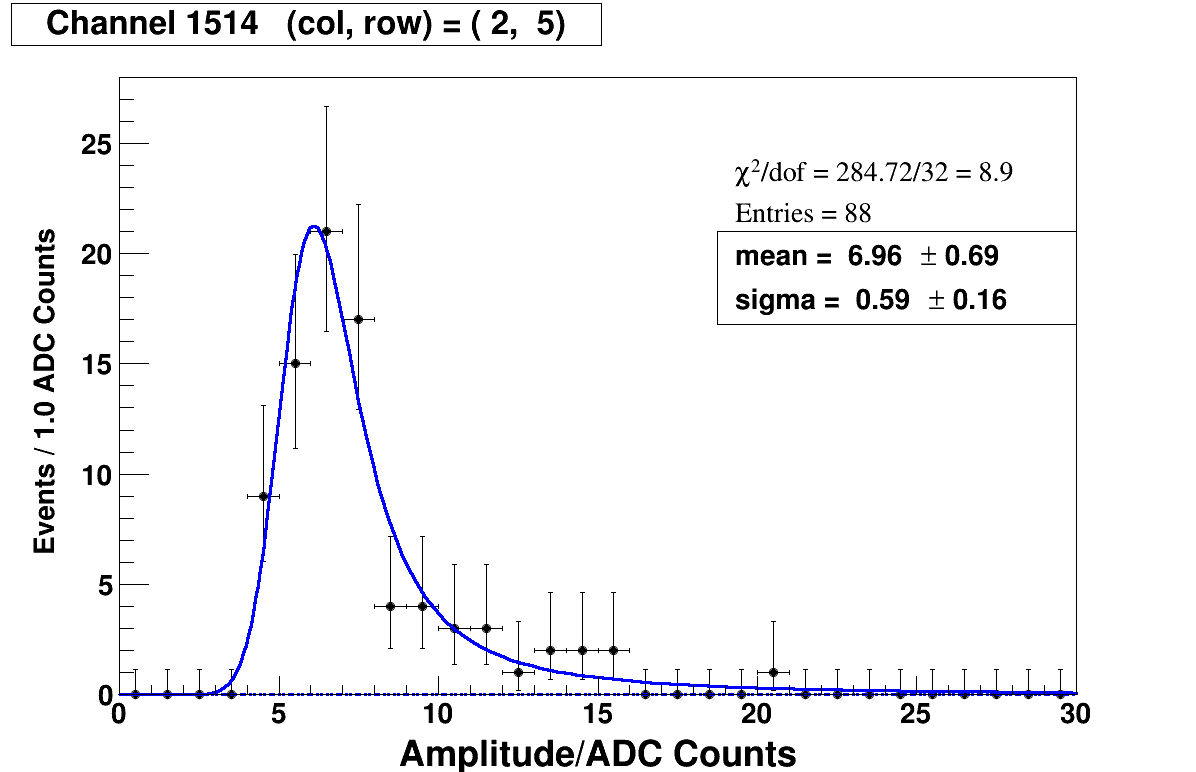 Channel 1514 (col, row) = ( 2, 5)
χ²/dof = 284.72/32 = 8.9
Entries = 88
mean = 6.96 ± 0.69
sigma = 0.59 ± 0.16
Events / 1.0 ADC Counts
25
20
15
10
5
0
0 5 10 15 20 25 30
Amplitude/ADC Counts